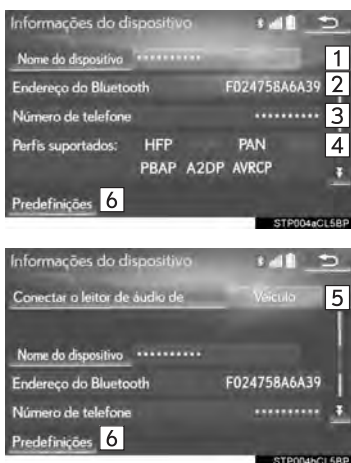 Informações do dispositivo
Nome do dispositivo ********** 1
Endereço do Bluetooth F024758A6A39 2
Número de telefone ********** 3
Perfis suportados: HFP PAN 4
PBAP A2DP AVRCP
Predefinições 6
STP004aCL5BP
Informações do dispositivo
Conectar o leitor de áudio de Veículo 5
Nome do dispositivo **********
Endereço do Bluetooth F024758A6A39
Número de telefone **********
Predefinições 6
STP004bCL5BP